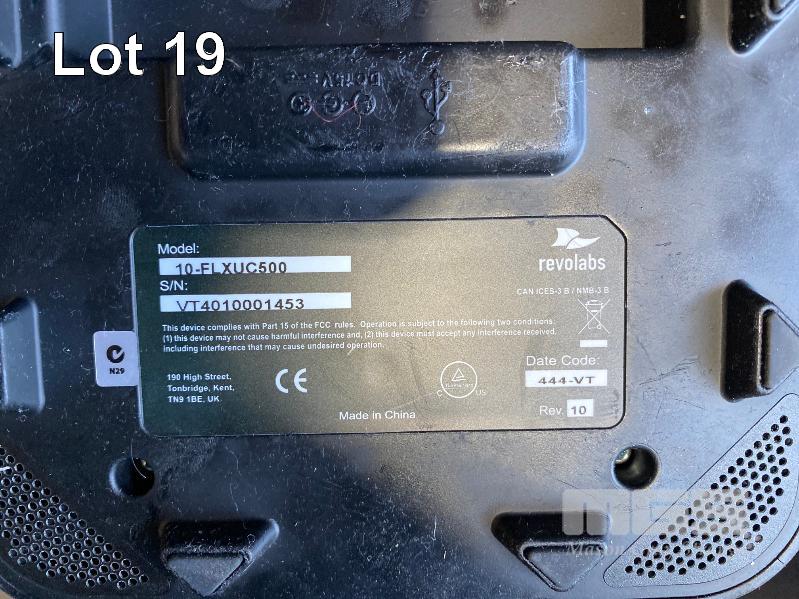 Lot 19
DC 15V
Model:
10-FLXUC500
S/N:
VT4010001453
revolabs
CAN ICES-3 B / NMB-3 B
This device complies with Part 15 of the FCC rules. Operation is subject to the following two conditions:
(1) this device may not cause harmful interference and, (2) this device must accept any interference received,
including interference that may cause undesired operation.
N29
190 High Street,
Tonbridge, Kent,
TN9 1BE, UK
CE
C US
Made in China
Date Code:
444-VT
Rev. 10